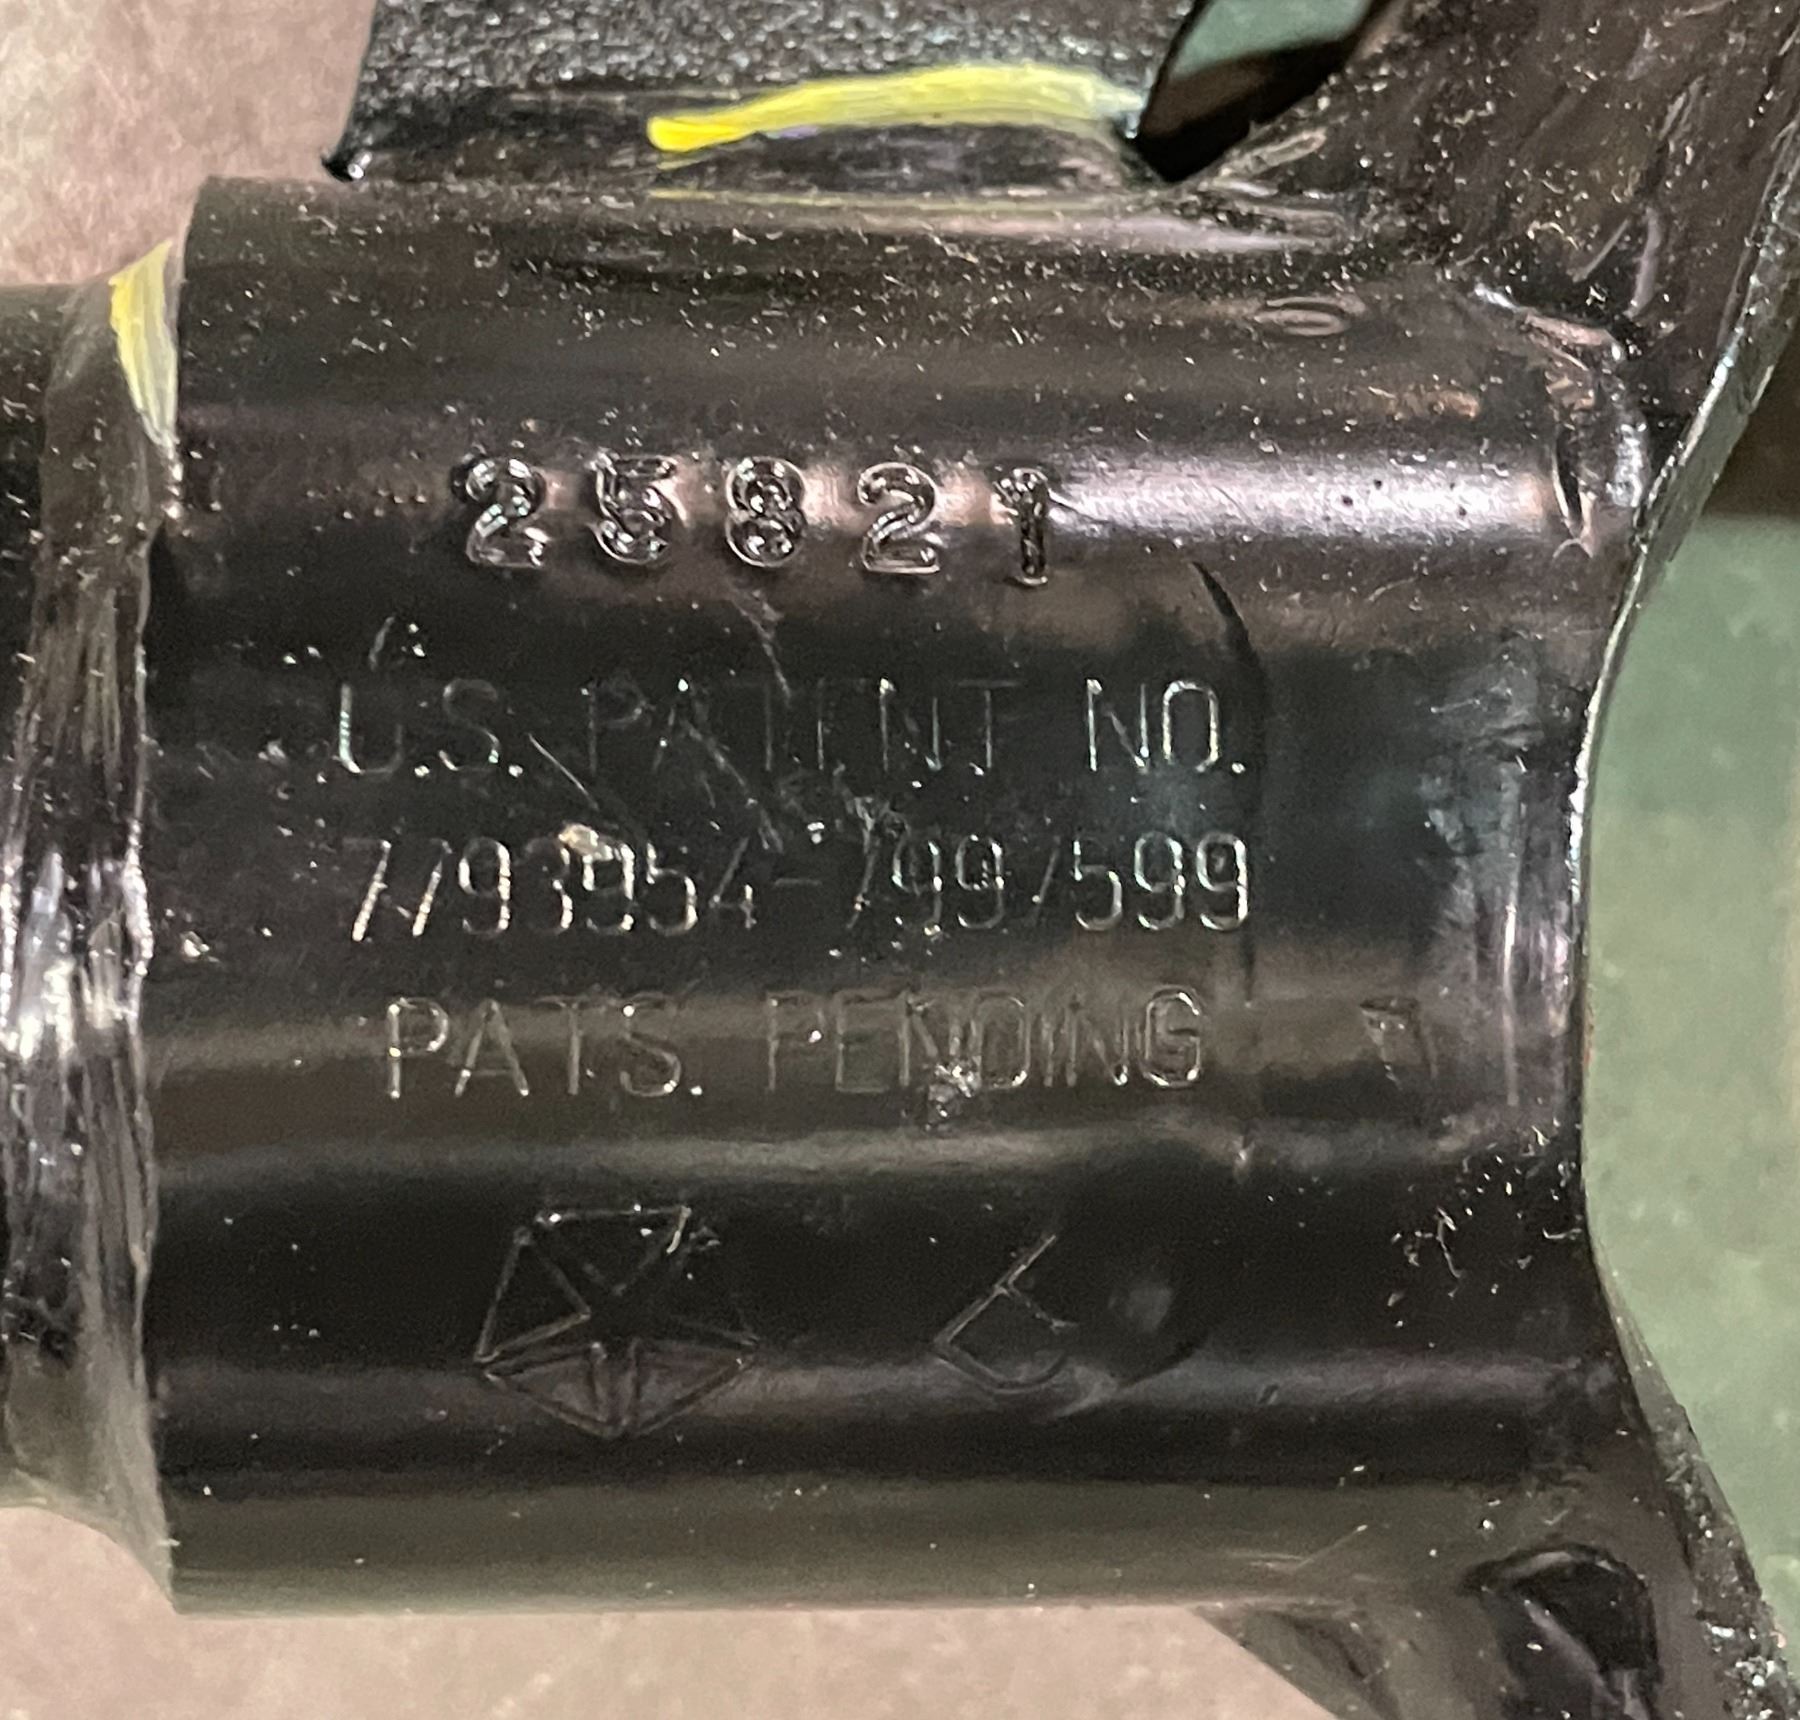 25821
U.S. PATENT NO.
7793954-7997599
PATS. PENDING